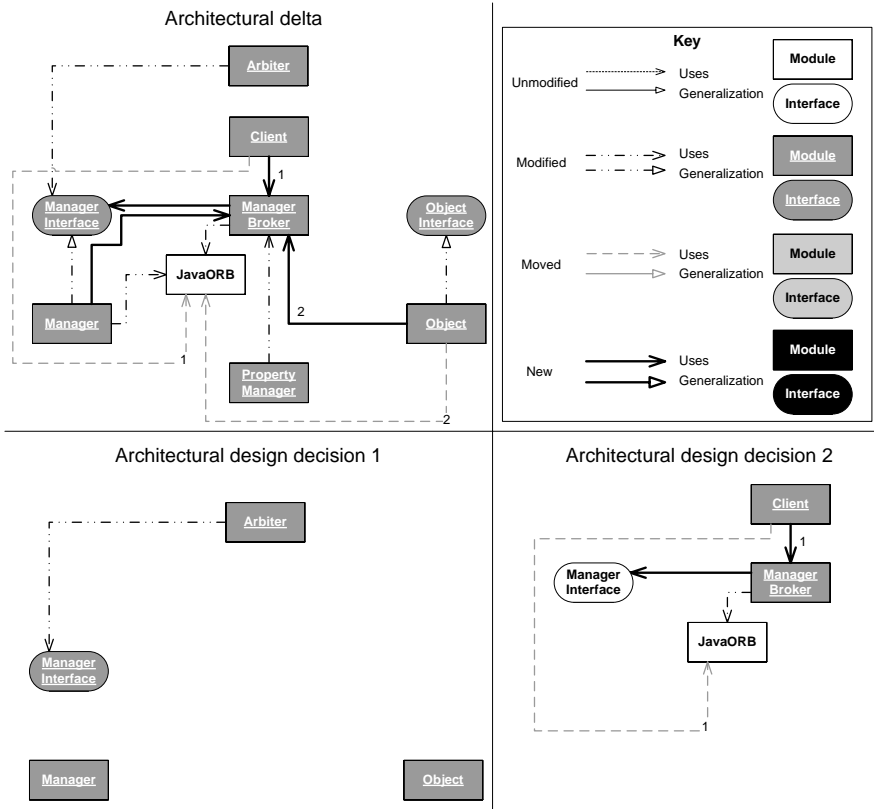 Architectural delta
Arbiter
Client
1
Manager
Interface
Manager
Broker
Object
Interface
JavaORB
Manager
2
Object
1
Property
Manager
2
Key
Unmodified
Uses
Generalization
Module
Interface
Modified
Uses
Generalization
Module
Interface
Moved
Uses
Generalization
Module
Interface
New
Uses
Generalization
Module
Interface
Architectural design decision 1
Arbiter
Manager
Interface
Manager
Object
Architectural design decision 2
Client
1
Manager
Interface
Manager
Broker
JavaORB
1